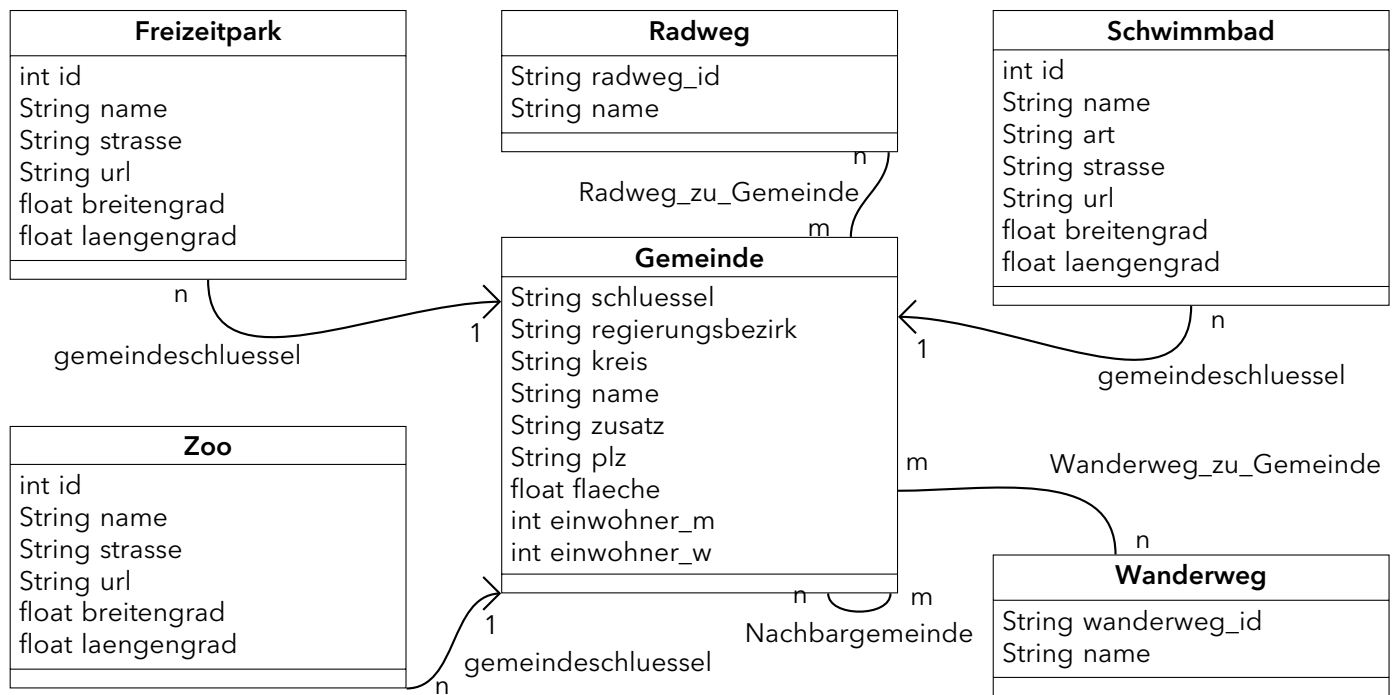 Freizeitpark
int id
String name
String strasse
String url
float breitengrad
float laengengrad
n
1
gemeindeschluessel
Radweg
String radweg_id
String name
n
Radweg_zu_Gemeinde
m
Schwimmbad
int id
String name
String art
String strasse
String url
float breitengrad
float laengengrad
n
1
gemeindeschluessel
Gemeinde
String schluessel
String regierungsbezirk
String kreis
String name
String zusatz
String plz
float flaeche
int einwohner_m
int einwohner_w
n
m
Nachbargemeinde
Zoo
int id
String name
String strasse
String url
float breitengrad
float laengengrad
n
1
gemeindeschluessel
m
Wanderweg_zu_Gemeinde
n
Wanderweg
String wanderweg_id
String name